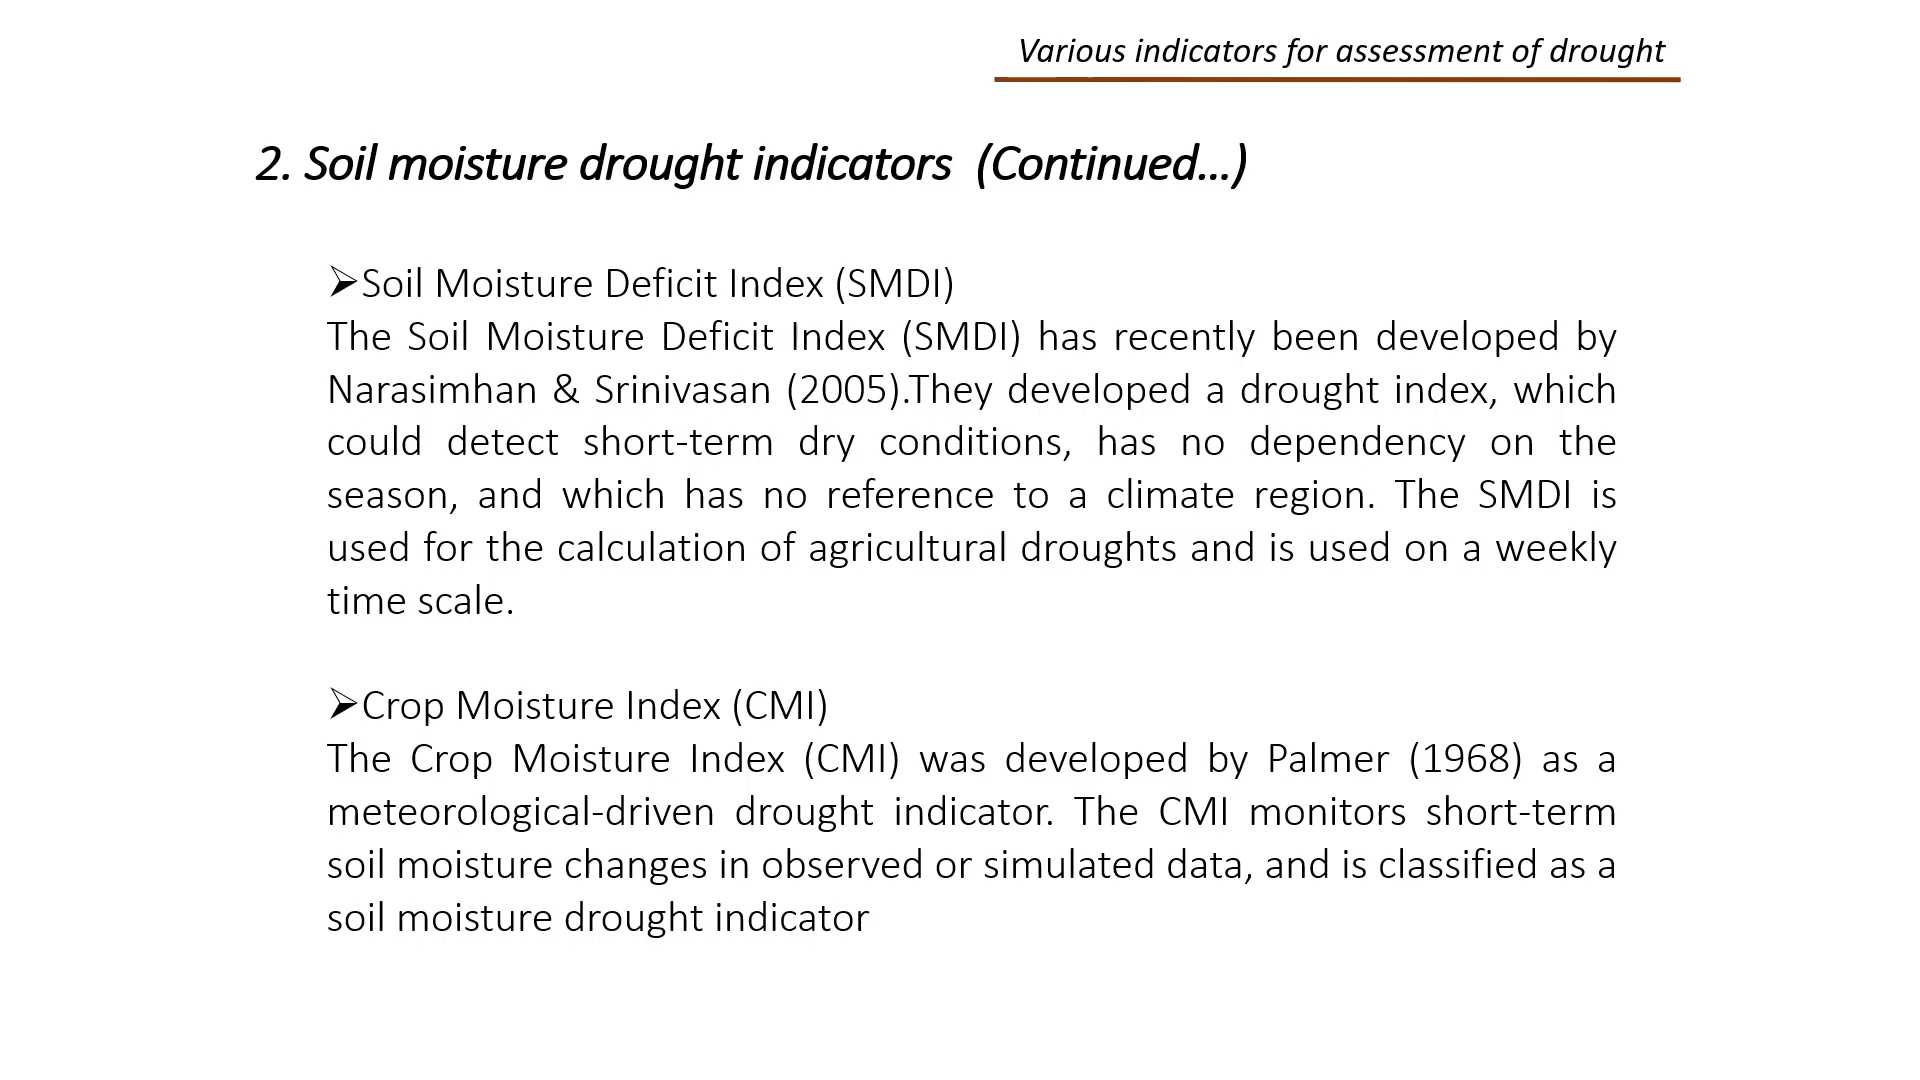 Various indicators for assessment of drought
2. Soil moisture drought indicators (Continued...)
➢Soil Moisture Deficit Index (SMDI)
The Soil Moisture Deficit Index (SMDI) has recently been developed by
Narasimhan & Srinivasan (2005).They developed a drought index, which
could detect short-term dry conditions, has no dependency on the
season, and which has no reference to a climate region. The SMDI is
used for the calculation of agricultural droughts and is used on a weekly
time scale.
➢Crop Moisture Index (CMI)
The Crop Moisture Index (CMI) was developed by Palmer (1968) as a
meteorological-driven drought indicator. The CMI monitors short-term
soil moisture changes in observed or simulated data, and is classified as a
soil moisture drought indicator